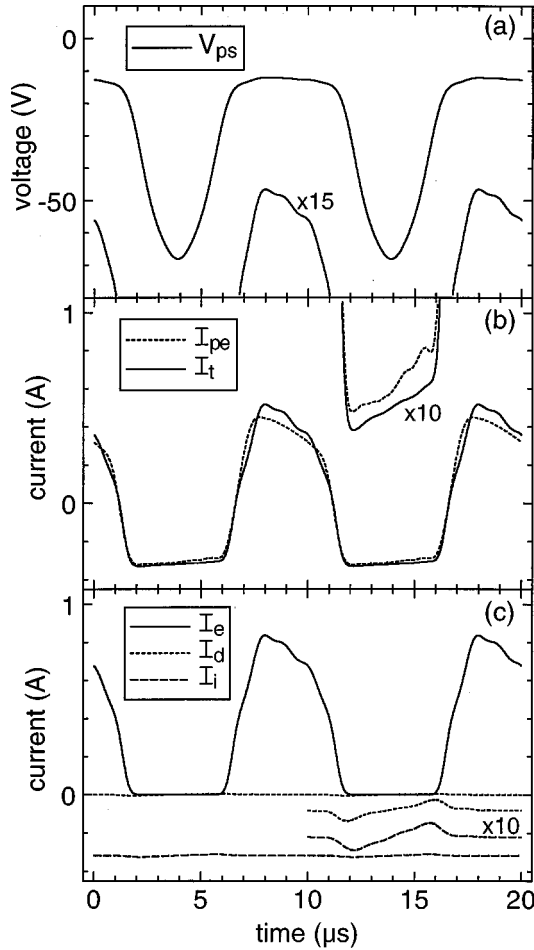 (a)
0
V_ps
voltage (V)
-50
x15
(b)
1
I_pe
I_t
x10
current (A)
0
(c)
1
I_e
I_d
I_i
current (A)
0
x10
0 5 10 15 20
time (μs)